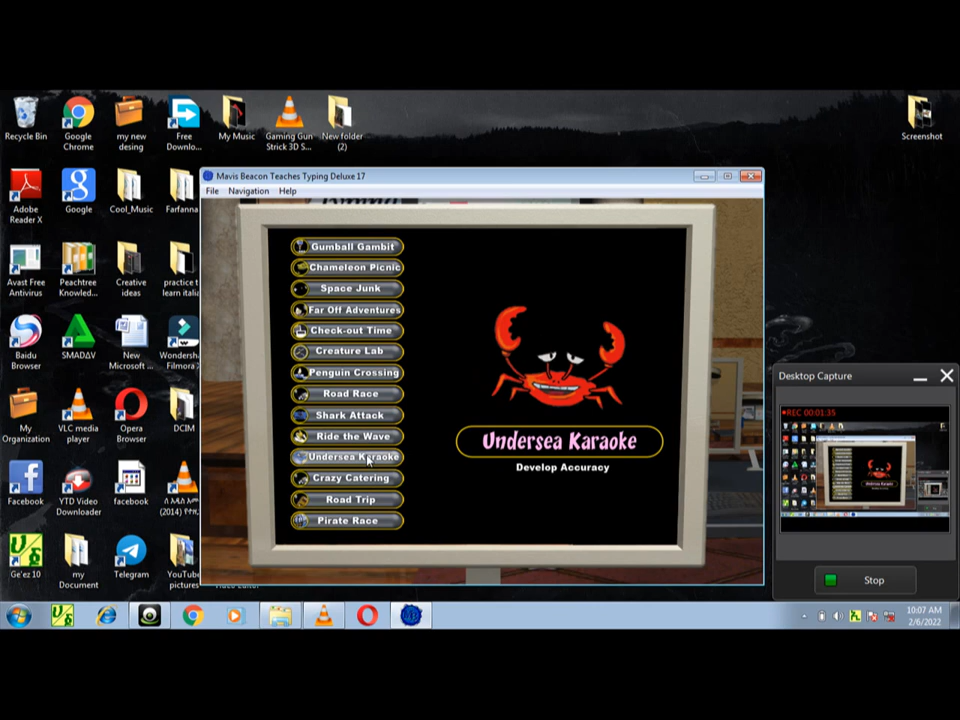 Recycle Bin
Google
Chrome
my new
desing
Free
Downlo...
My Music
Gaming Gun
Strick 3D S...
New folder
(2)
Screenshot
Adobe
Reader X
Google
Cool_Music
Farfanna
Avast Free
Antivirus
Peachtree
Knowled...
Creative
ideas
practice t
learn itali
Baidu
Browser
SMADΔV
New
Microsoft ...
Wondersh
Filmora
My
Organization
VLC media
player
Opera
Browser
DCIM
Facebook
YTD Video
Downloader
facebook
(2014)
Ge'ez 10
my
Document
Telegram
YouTube
pictures
Mavis Beacon Teaches Typing Deluxe 17
File Navigation Help
Gumball Gambit
Chameleon Picnic
Space Junk
Far Off Adventures
Check-out Time
Creature Lab
Penguin Crossing
Road Race
Shark Attack
Ride the Wave
Undersea Karaoke
Crazy Catering
Road Trip
Pirate Race
Undersea Karaoke
Develop Accuracy
Desktop Capture
REC 00:01:35
Stop
10:07 AM
2/6/2022